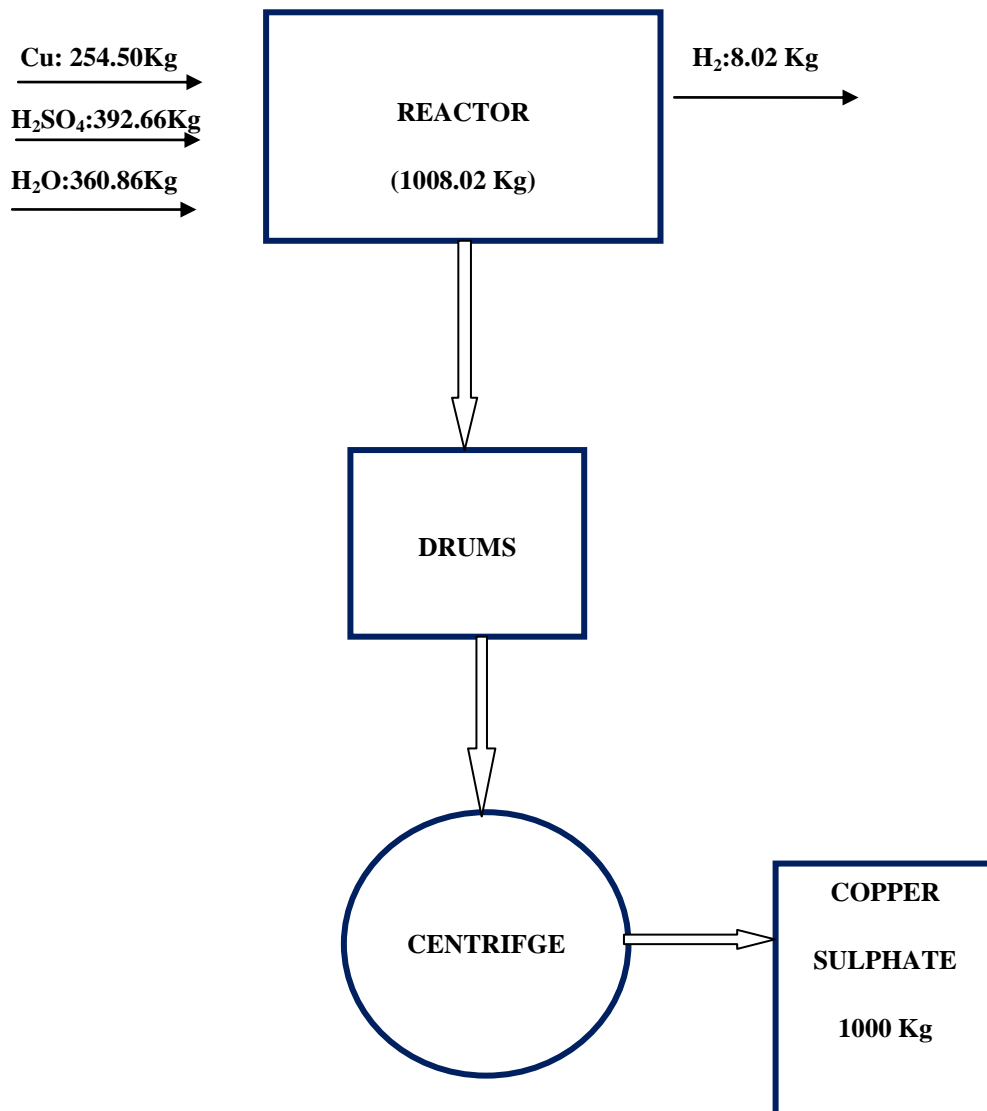 Cu: 254.50Kg
H₂SO₄:392.66Kg
H₂O:360.86Kg
REACTOR
(1008.02 Kg)
H₂:8.02 Kg
DRUMS
CENTRIFGE
COPPER
SULPHATE
1000 Kg